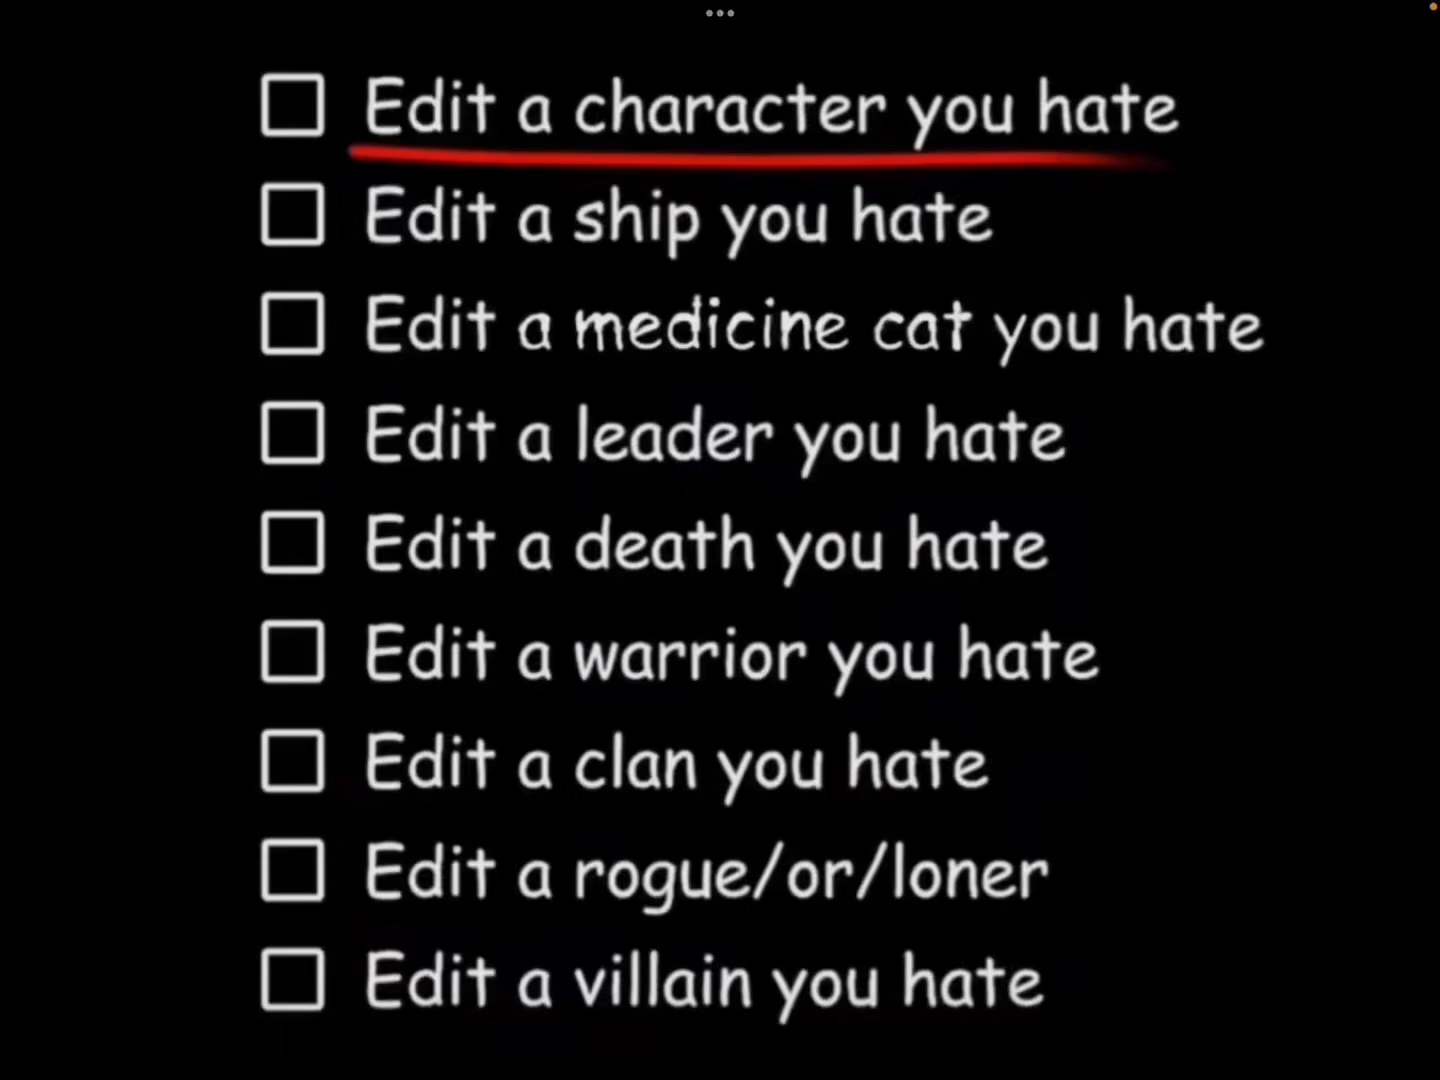 Edit a character you hate
Edit a ship you hate
Edit a medicine cat you hate
Edit a leader you hate
Edit a death you hate
Edit a warrior you hate
Edit a clan you hate
Edit a rogue/or/loner
Edit a villain you hate